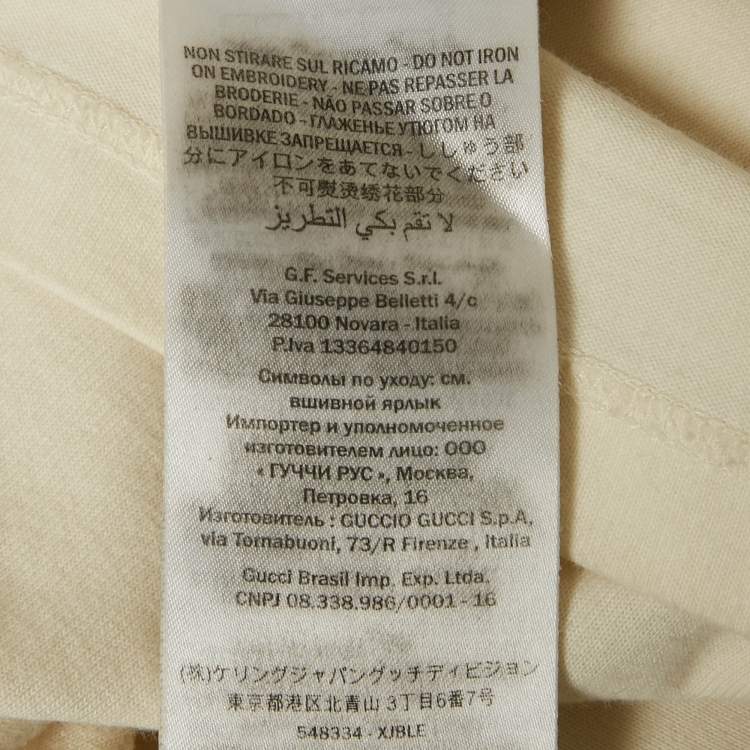 NON STIRARE SUL RICAMO - DO NOT IRON
ON EMBROIDERY - NE PAS REPASSER LA
BRODERIE - NÃO PASSAR SOBRE O
BORDADO - ГЛАЖЕНЬЕ УТЮГОМ НА
ВЫШИВКЕ ЗАПРЕЩАЕТСЯ - ししゅう部
分にアイロンをあてないでください
不可熨烫绣花部分
لا تقم بكي التطريز
G.F. Services S.r.l.
Via Giuseppe Belletti 4/c
28100 Novara - Italia
P.Iva 13364840150
Символы по уходу: см.
вшивной ярлык
Импортер и уполномоченное
изготовителем лицо: ООО
« ГУЧЧИ РУС », Москва,
Петровка, 16
Изготовитель : GUCCIO GUCCI S.p.A,
via Tornabuoni, 73/R Firenze , Italia
Gucci Brasil Imp. Exp. Ltda.
CNPJ 08.338.986/0001 - 16
(株)ケリングジャパングッチディビジョン
東京都港区北青山 3丁目6番7号
548334 - XJBLE